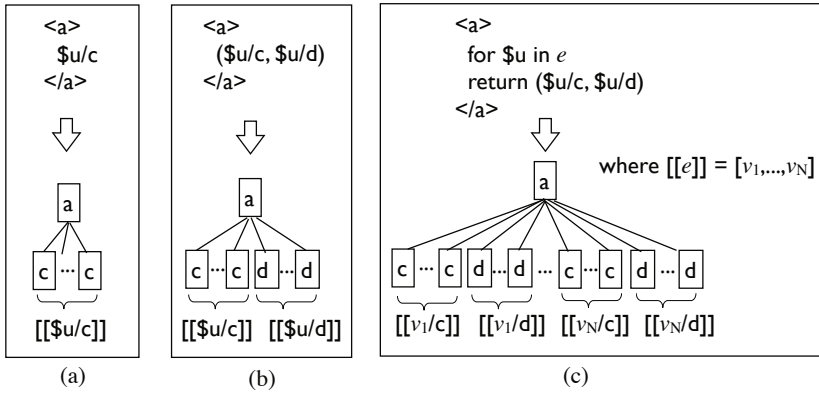 <a>
$u/c
</a>
a
c ... c
[[$u/c]]
(a)
<a>
($u/c, $u/d)
</a>
a
c ... c d ... d
[[$u/c]] [[$u/d]]
(b)
<a>
for $u in e
return ($u/c, $u/d)
</a>
where [[e]] = [v1,...,vN]
a
c ... c d ... d ... c ... c d ... d
[[v1/c]] [[v1/d]] [[vN/c]] [[vN/d]]
(c)